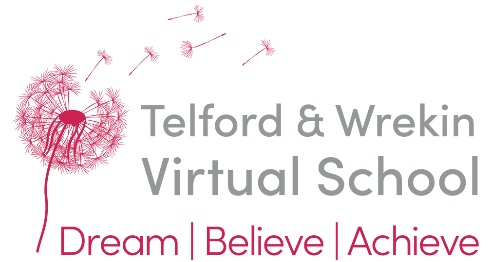 Telford & Wrekin
Virtual School
Dream | Believe | Achieve